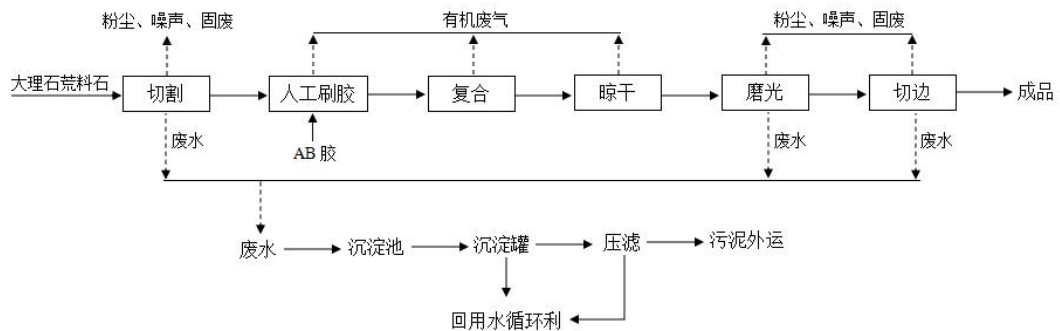 粉尘、噪声、固废
有机废气
粉尘、噪声、固废
大理石荒料石
切割
人工刷胶
复合
晾干
磨光
切边
成品
废水
AB 胶
废水
废水
废水
沉淀池
沉淀罐
压滤
污泥外运
回用水循环利